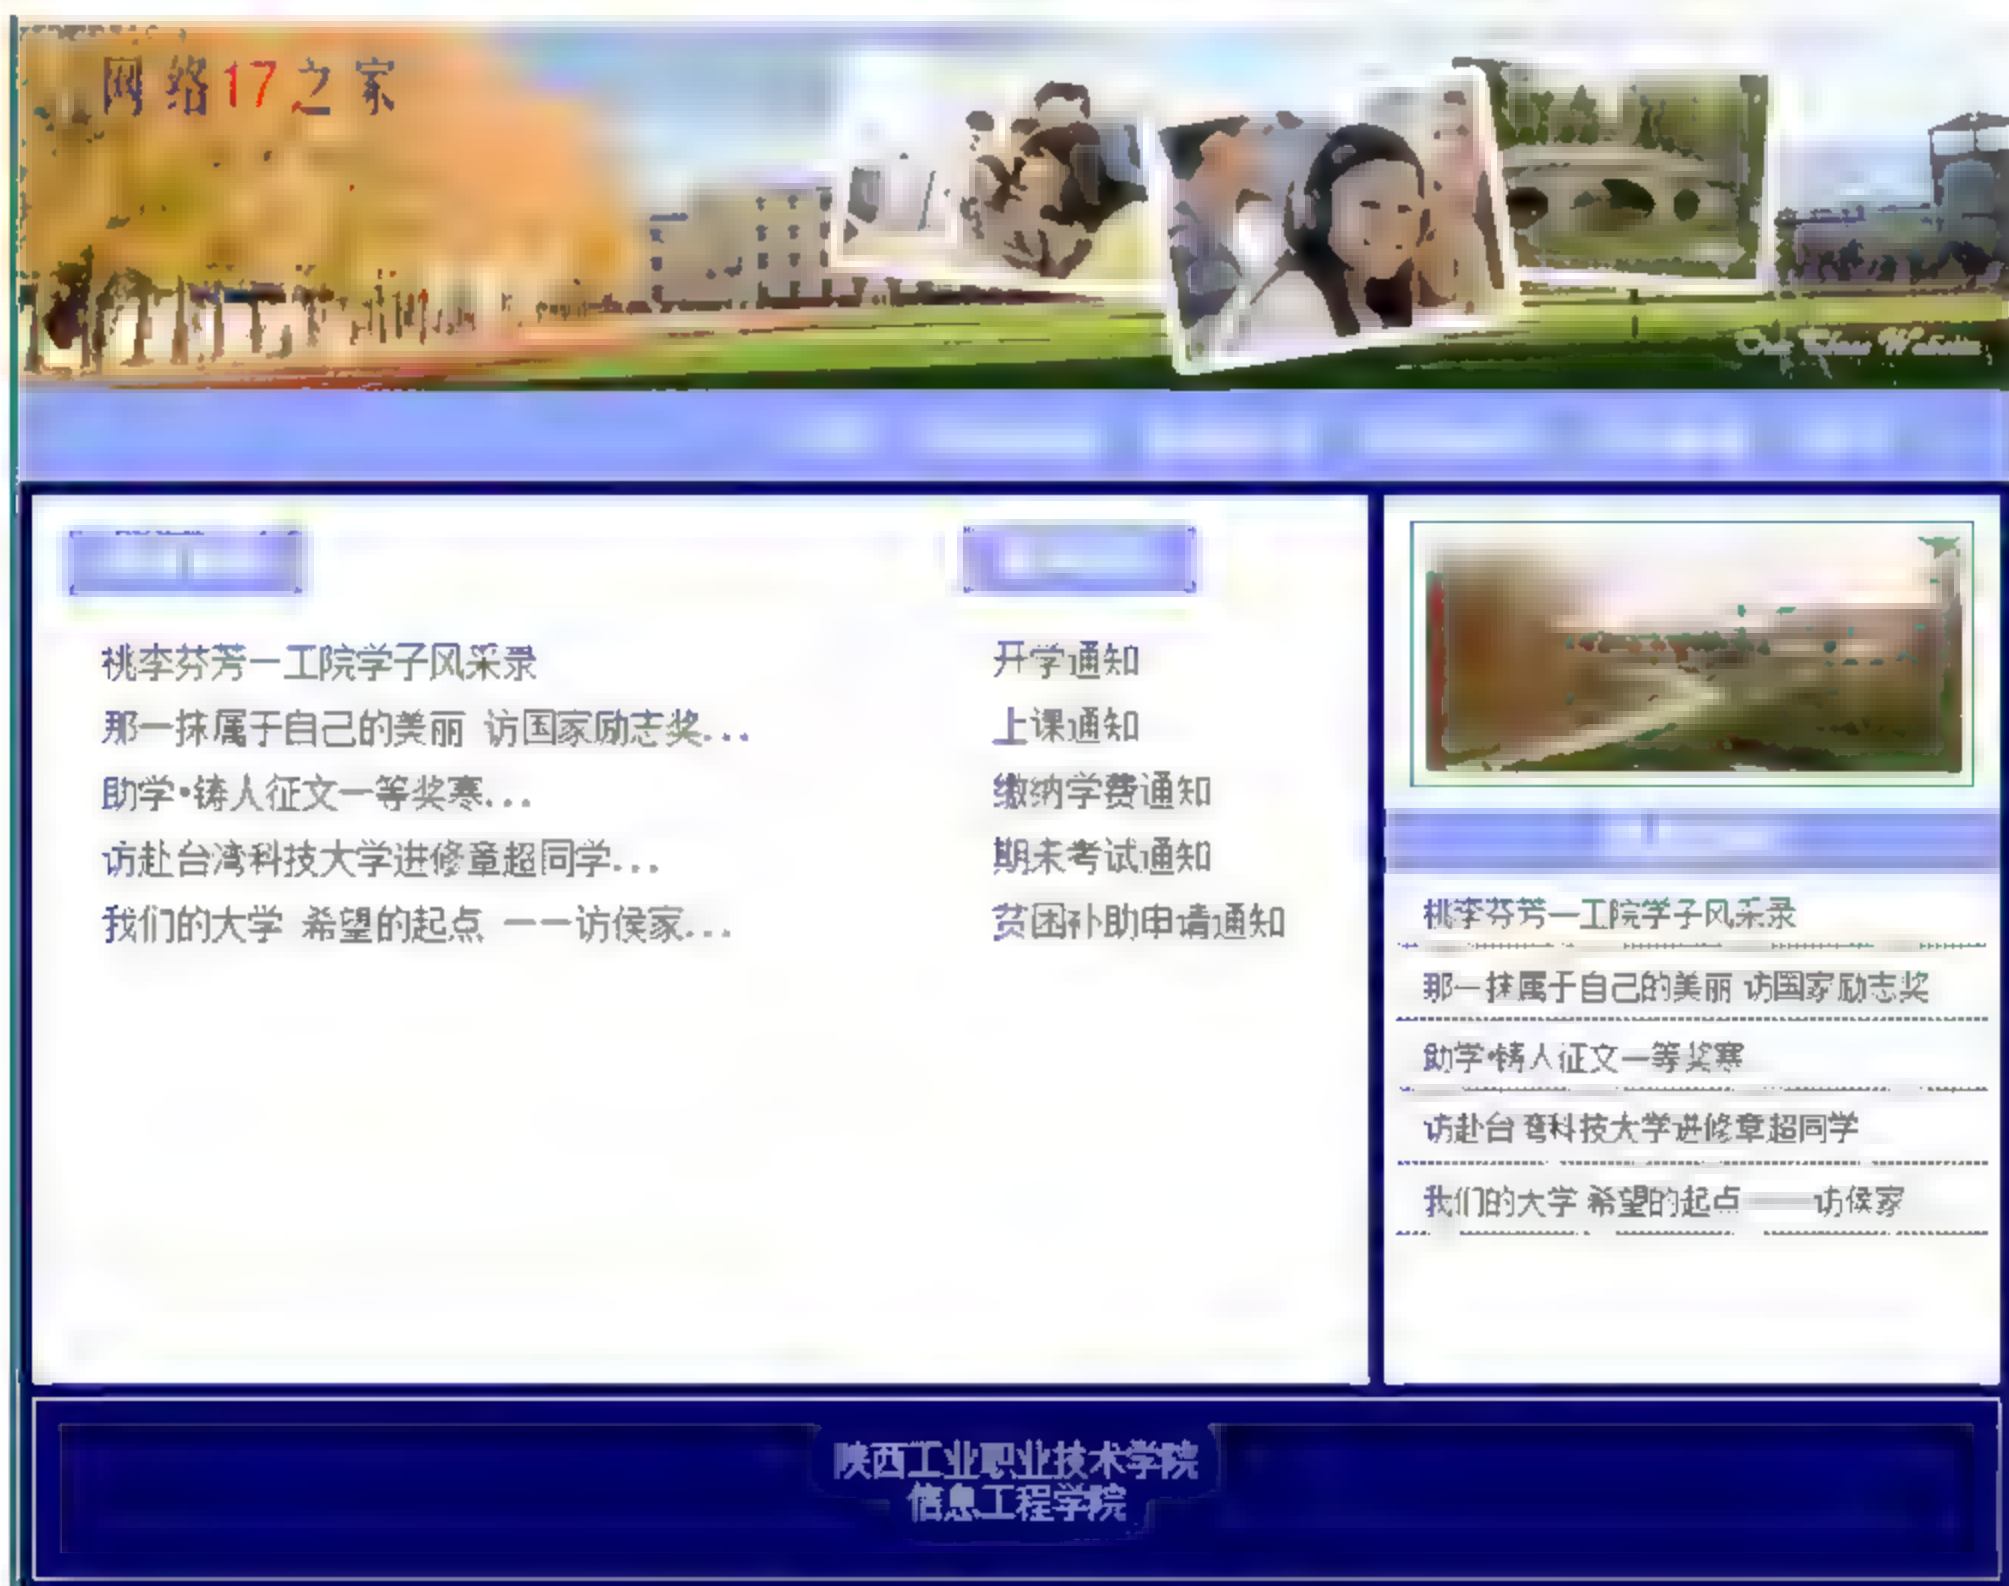 网络17之家
Our Class Website
桃李芬芳一工院学子风采录
那一抹属于自己的美丽 访国家励志奖...
助学•铸人征文一等奖寒...
访赴台湾科技大学进修章超同学...
我们的大学 希望的起点 ——访侯家...
开学通知
上课通知
缴纳学费通知
期末考试通知
贫困补助申请通知
桃李芬芳一工院学子风采录
那一抹属于自己的美丽 访国家励志奖
助学•铸人征文一等奖寒
访赴台湾科技大学进修章超同学
我们的大学 希望的起点 ——访侯家
陕西工业职业技术学院
信息工程学院